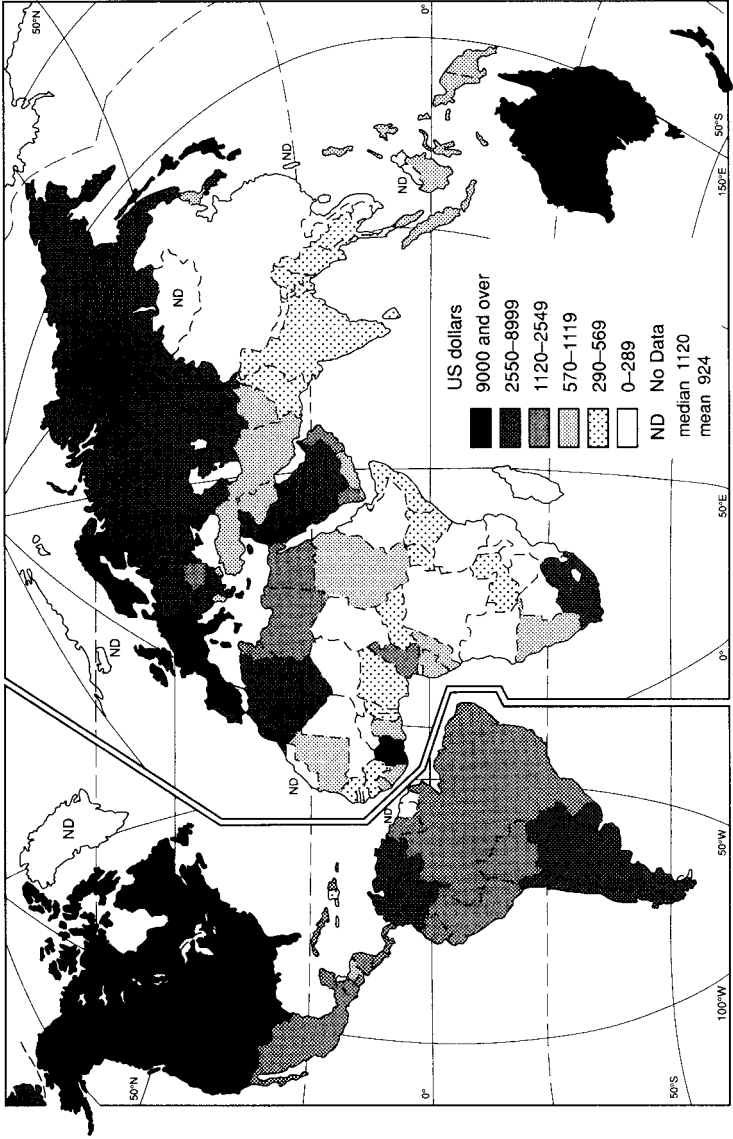 50°N
0°
50°S
150°E
ND
ND
ND
ND
US dollars
9000 and over
2550–8999
1120–2549
570–1119
290–569
0–289
ND No Data
median 1120
mean 924
50°E
0°
ND
ND
ND
50°W
100°W
50°N
0°
50°S